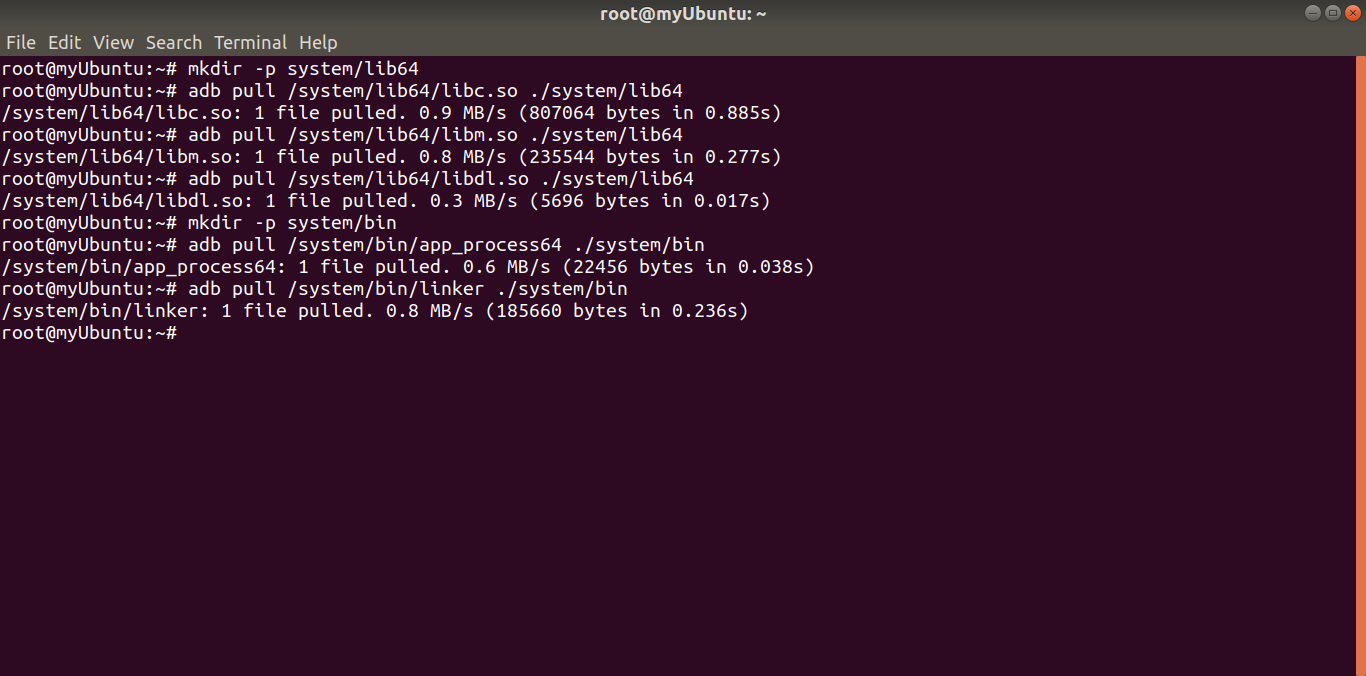 root@myUbuntu: ~
File Edit View Search Terminal Help
root@myUbuntu:~# mkdir -p system/lib64
root@myUbuntu:~# adb pull /system/lib64/libc.so ./system/lib64
/system/lib64/libc.so: 1 file pulled. 0.9 MB/s (807064 bytes in 0.885s)
root@myUbuntu:~# adb pull /system/lib64/libm.so ./system/lib64
/system/lib64/libm.so: 1 file pulled. 0.8 MB/s (235544 bytes in 0.277s)
root@myUbuntu:~# adb pull /system/lib64/libdl.so ./system/lib64
/system/lib64/libdl.so: 1 file pulled. 0.3 MB/s (5696 bytes in 0.017s)
root@myUbuntu:~# mkdir -p system/bin
root@myUbuntu:~# adb pull /system/bin/app_process64 ./system/bin
/system/bin/app_process64: 1 file pulled. 0.6 MB/s (22456 bytes in 0.038s)
root@myUbuntu:~# adb pull /system/bin/linker ./system/bin
/system/bin/linker: 1 file pulled. 0.8 MB/s (185660 bytes in 0.236s)
root@myUbuntu:~#